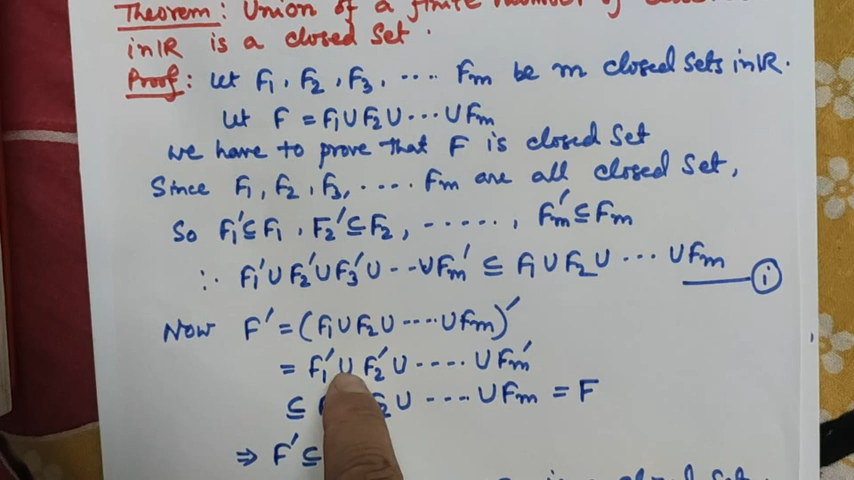 Theorem: Union of a finite number of
in IR is a closed set.
Proof: Let F₁, F₂, F₃, .... Fm be m closed sets in IR.
Let F = F₁ ∪ F₂ ∪ ... ∪ Fm
we have to prove that F is closed set
Since F₁, F₂, F₃, .... Fm are all closed set,
So F₁' ⊆ F₁, F₂' ⊆ F₂, ......, Fm' ⊆ Fm
∴ F₁' ∪ F₂' ∪ F₃' ∪ --- ∪ Fm' ⊆ F₁ ∪ F₂ ∪ ... ∪ Fm — (i)
Now F' = (F₁ ∪ F₂ ∪ ---- ∪ Fm)'
= F₁' ∪ F₂' ∪ ----- ∪ Fm'
⊆ ∪ ---- ∪ Fm = F
⇒ F' ⊆
is a closed set.